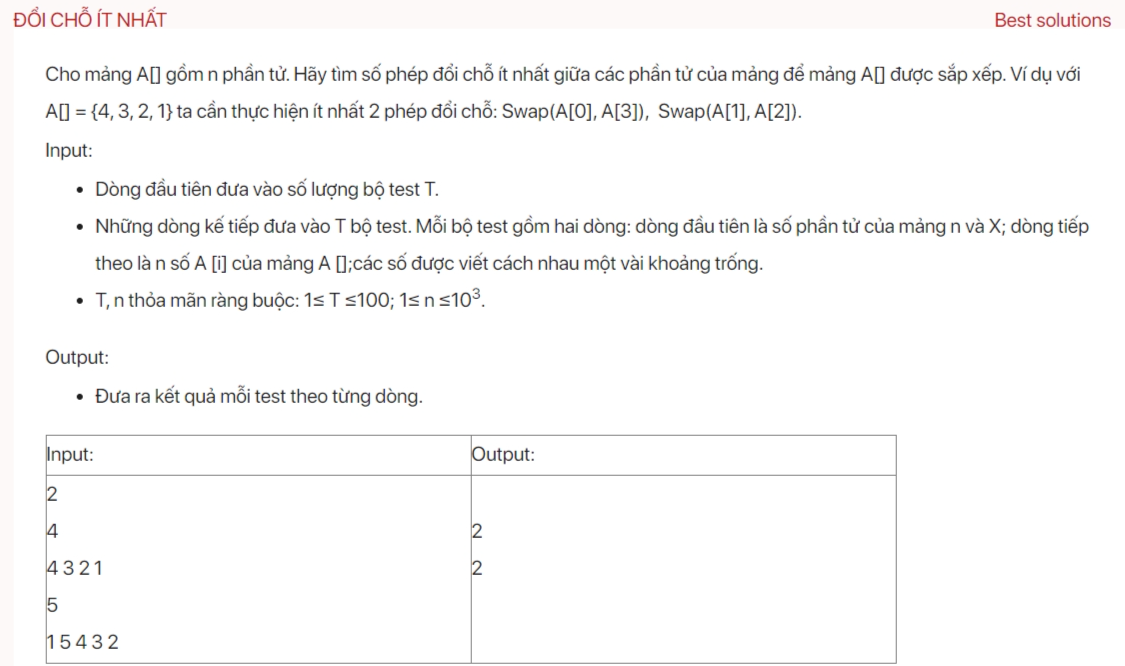 ĐỔI CHỖ ÍT NHẤT
Best solutions
Cho mảng A[] gồm n phần tử. Hãy tìm số phép đổi chỗ ít nhất giữa các phần tử của mảng để mảng A[] được sắp xếp. Ví dụ với
A[] = {4, 3, 2, 1} ta cần thực hiện ít nhất 2 phép đổi chỗ: Swap(A[0], A[3]), Swap(A[1], A[2]).
Input:
• Dòng đầu tiên đưa vào số lượng bộ test T.
• Những dòng kế tiếp đưa vào T bộ test. Mỗi bộ test gồm hai dòng: dòng đầu tiên là số phần tử của mảng n và X; dòng tiếp
theo là n số A [i] của mảng A [];các số được viết cách nhau một vài khoảng trống.
• T, n thỏa mãn ràng buộc: 1≤ T ≤100; 1≤ n ≤10³.
Output:
• Đưa ra kết quả mỗi test theo từng dòng.
Input:
Output:
2
4
4 3 2 1
5
1 5 4 3 2
2
2